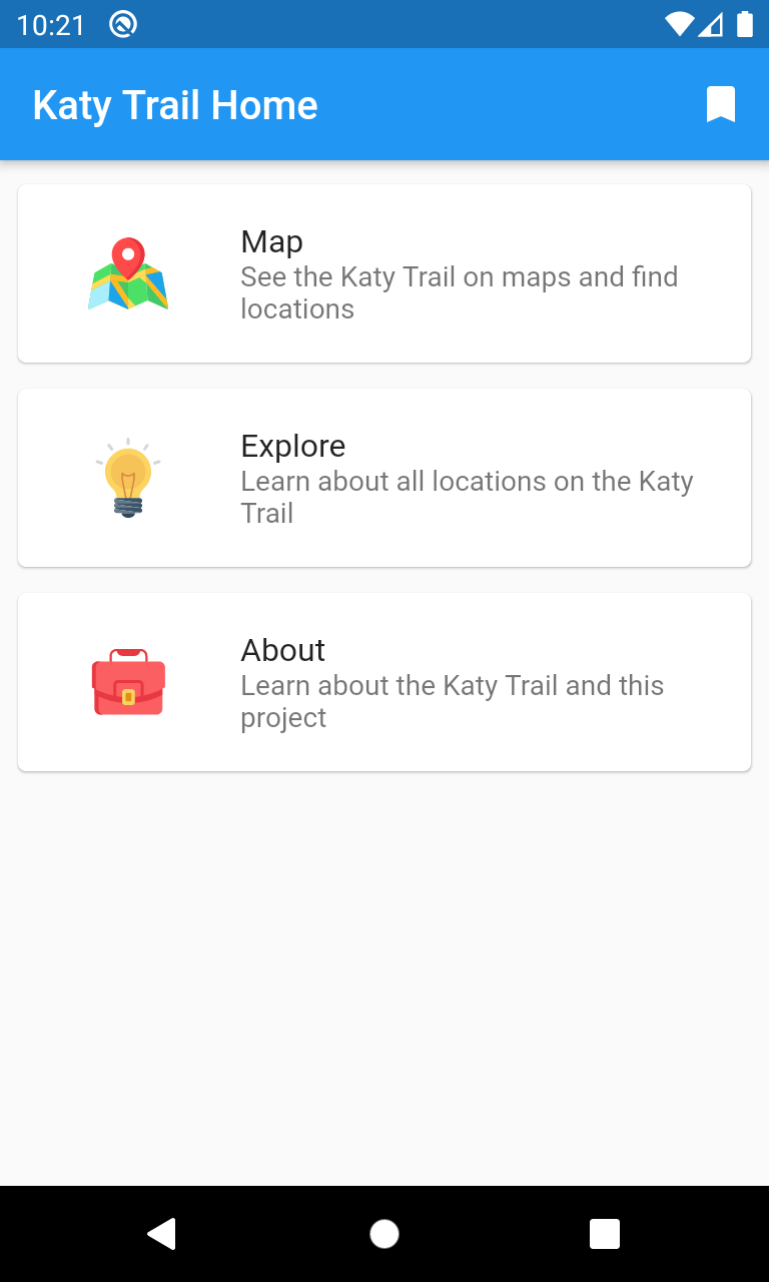 10:21
Katy Trail Home
Map
See the Katy Trail on maps and find
locations
Explore
Learn about all locations on the Katy
Trail
About
Learn about the Katy Trail and this
project